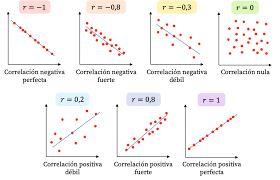 r = −1
r = −0,8
r = −0,3
r = 0
Correlación negativa
perfecta
Correlación negativa
fuerte
Correlación negativa
débil
Correlación nula
r = 0,2
r = 0,8
r = 1
Correlación positiva
débil
Correlación positiva
fuerte
Correlación positiva
perfecta